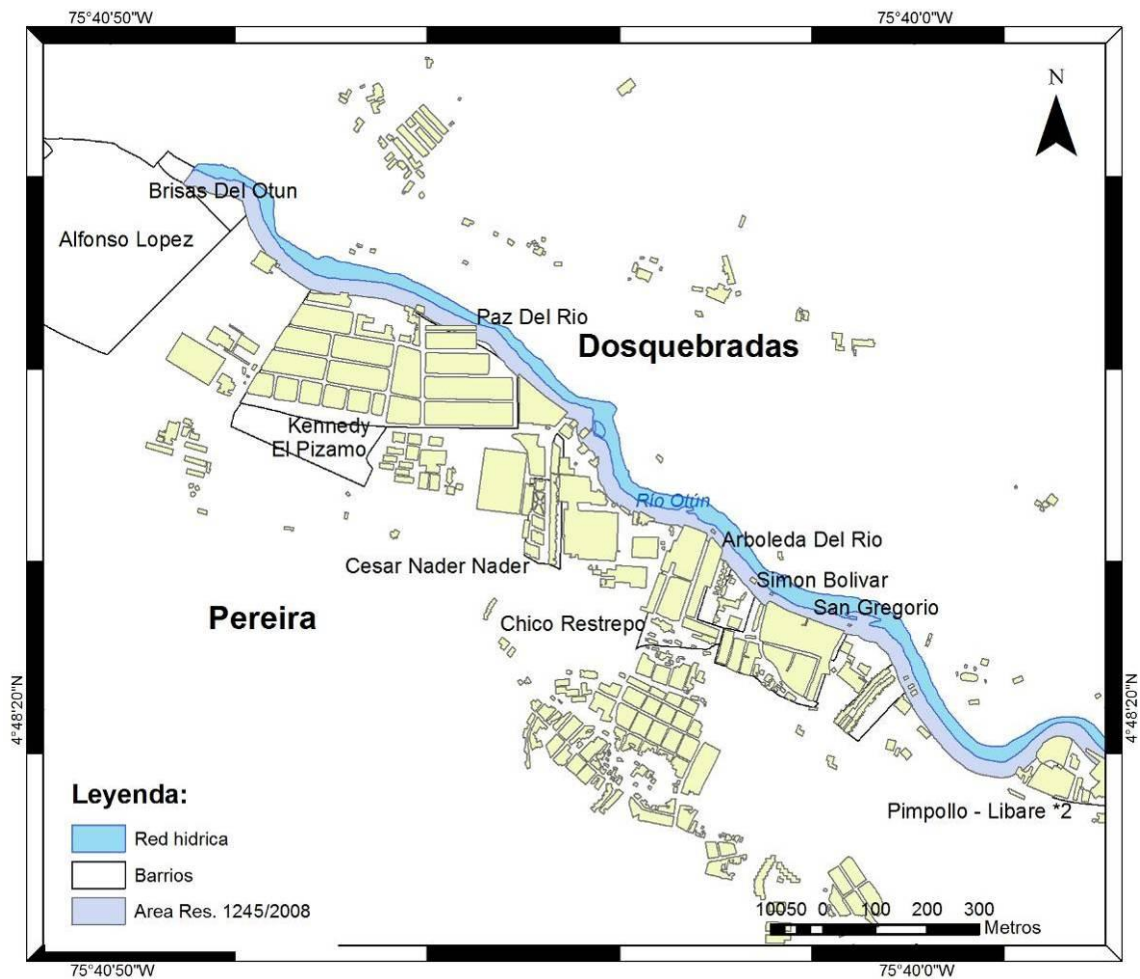 75°40'50"W 75°40'0"W
N
Brisas Del Otun
Alfonso Lopez
Paz Del Rio
Dosquebradas
Kennedy
El Pizamo
Río Otún
Arboleda Del Rio
Cesar Nader Nader
Simon Bolivar
San Gregorio
Pereira
Chico Restrepo
4°48'20"N 4°48'20"N
Leyenda:
Pimpollo - Libare *2
Red hidrica
Barrios
Area Res. 1245/2008
10050 0 100 200 300
Metros
75°40'50"W 75°40'0"W